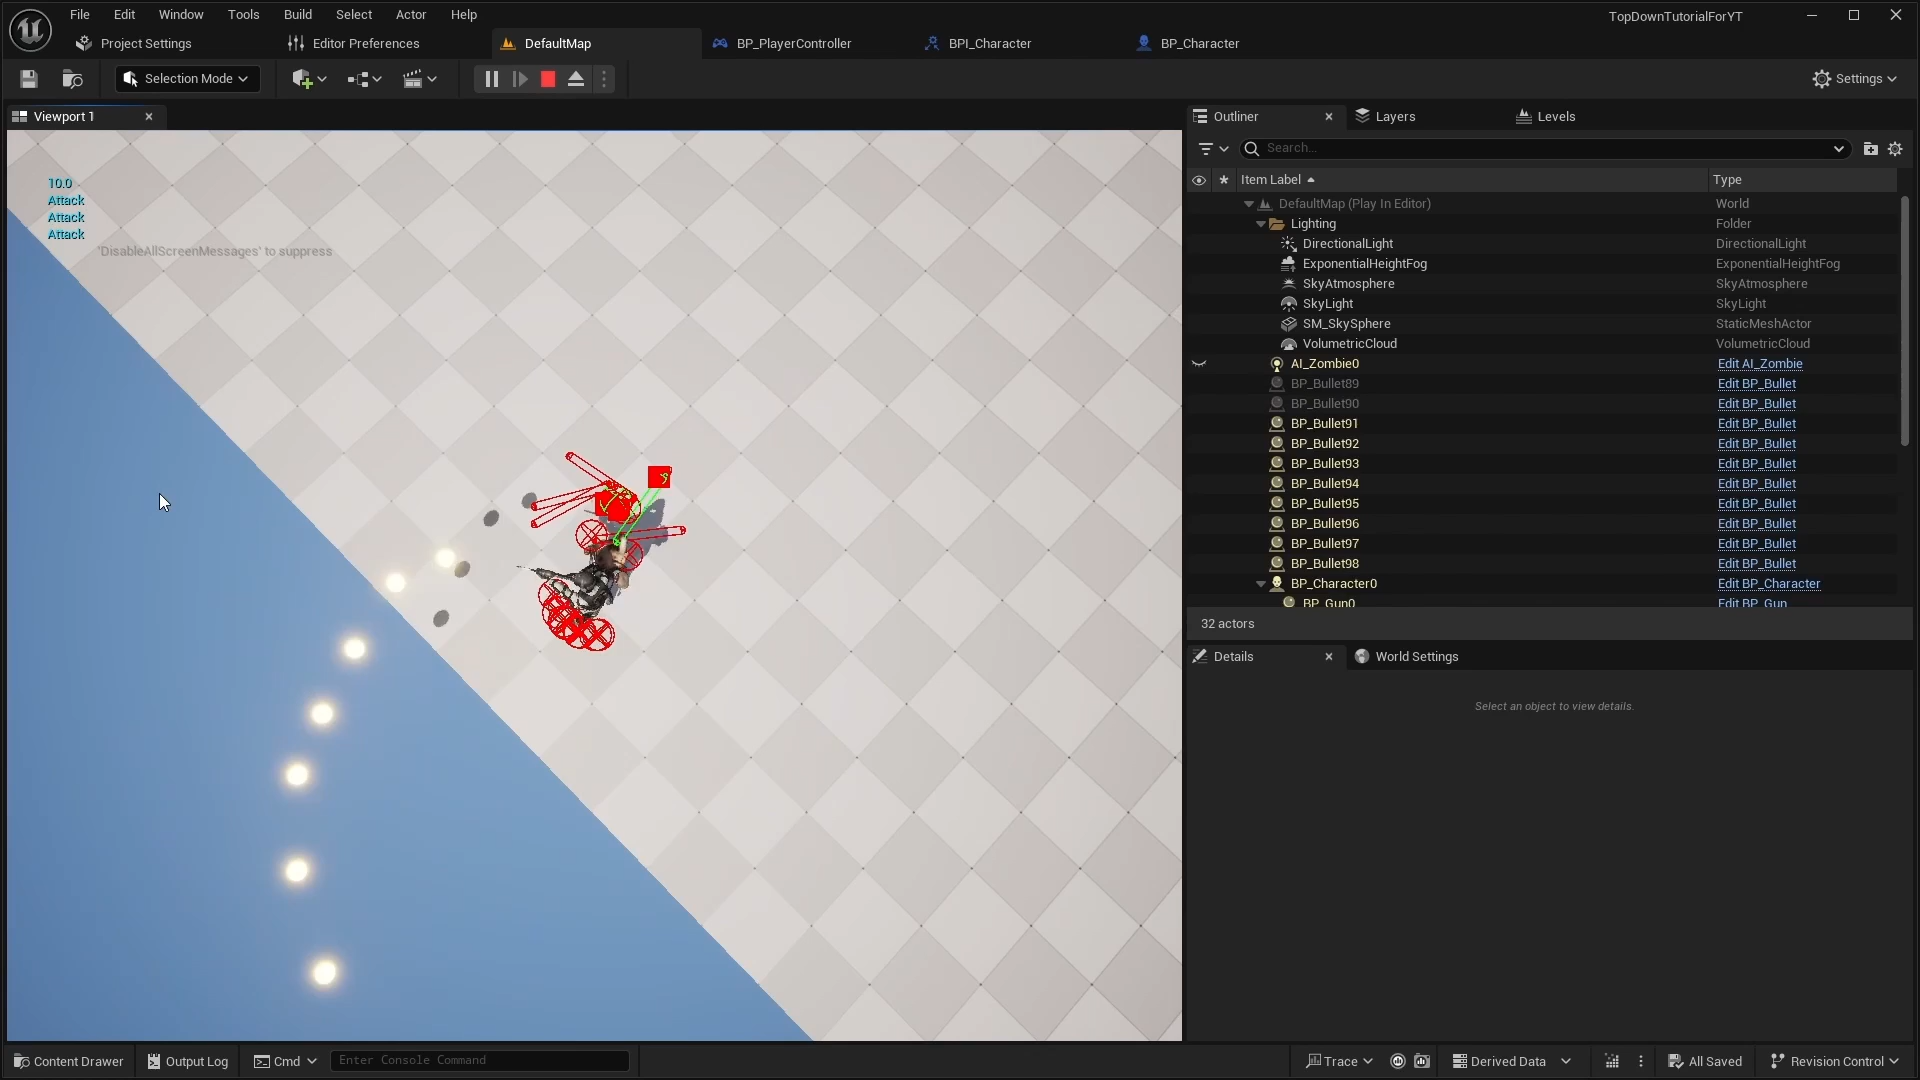 File Edit Window Tools Build Select Actor Help
TopDownTutorialForYT
Project Settings
Editor Preferences
DefaultMap
BP_PlayerController
BPI_Character
BP_Character
Selection Mode
Settings
Viewport 1
Outliner
Layers
Levels
Search...
Item Label
Type
10.0
Attack
Attack
Attack
'DisableAllScreenMessages' to suppress
DefaultMap (Play In Editor) World
Lighting Folder
DirectionalLight DirectionalLight
ExponentialHeightFog ExponentialHeightFog
SkyAtmosphere SkyAtmosphere
SkyLight SkyLight
SM_SkySphere StaticMeshActor
VolumetricCloud VolumetricCloud
AI_Zombie0 Edit AI_Zombie
BP_Bullet89 Edit BP_Bullet
BP_Bullet90 Edit BP_Bullet
BP_Bullet91 Edit BP_Bullet
BP_Bullet92 Edit BP_Bullet
BP_Bullet93 Edit BP_Bullet
BP_Bullet94 Edit BP_Bullet
BP_Bullet95 Edit BP_Bullet
BP_Bullet96 Edit BP_Bullet
BP_Bullet97 Edit BP_Bullet
BP_Bullet98 Edit BP_Bullet
BP_Character0 Edit BP_Character
BP_Gun0 Edit BP_Gun
32 actors
Details
World Settings
Select an object to view details.
Content Drawer
Output Log
Cmd
Enter Console Command
Trace
Derived Data
All Saved
Revision Control